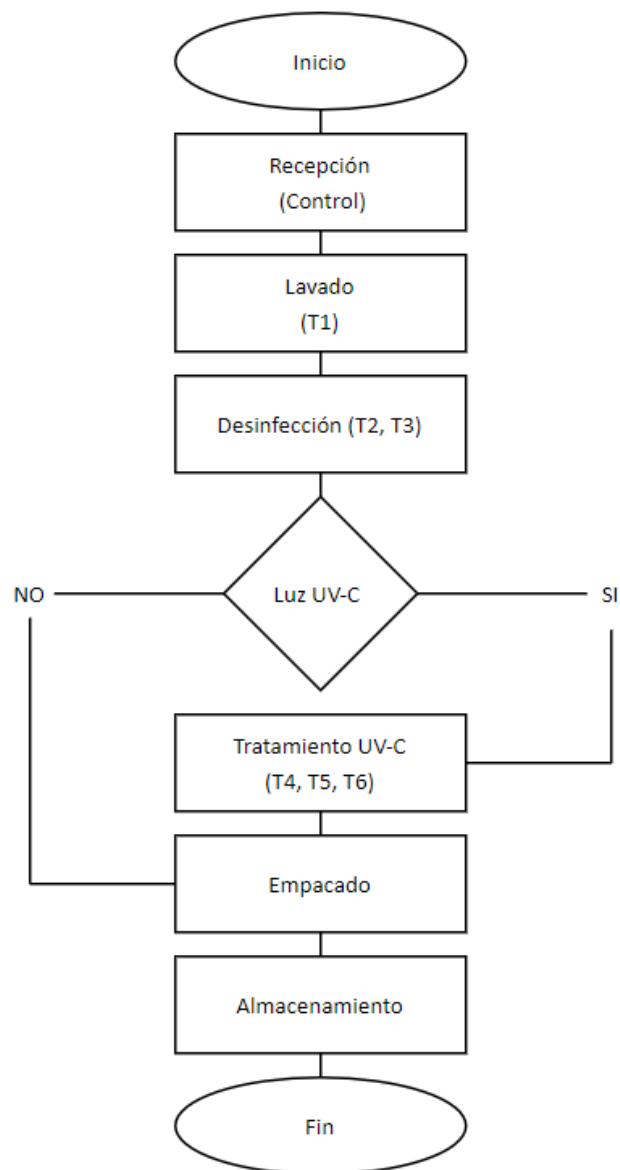 Inicio
Recepción
(Control)
Lavado
(T1)
Desinfección (T2, T3)
NO
Luz UV-C
SI
Tratamiento UV-C
(T4, T5, T6)
Empacado
Almacenamiento
Fin